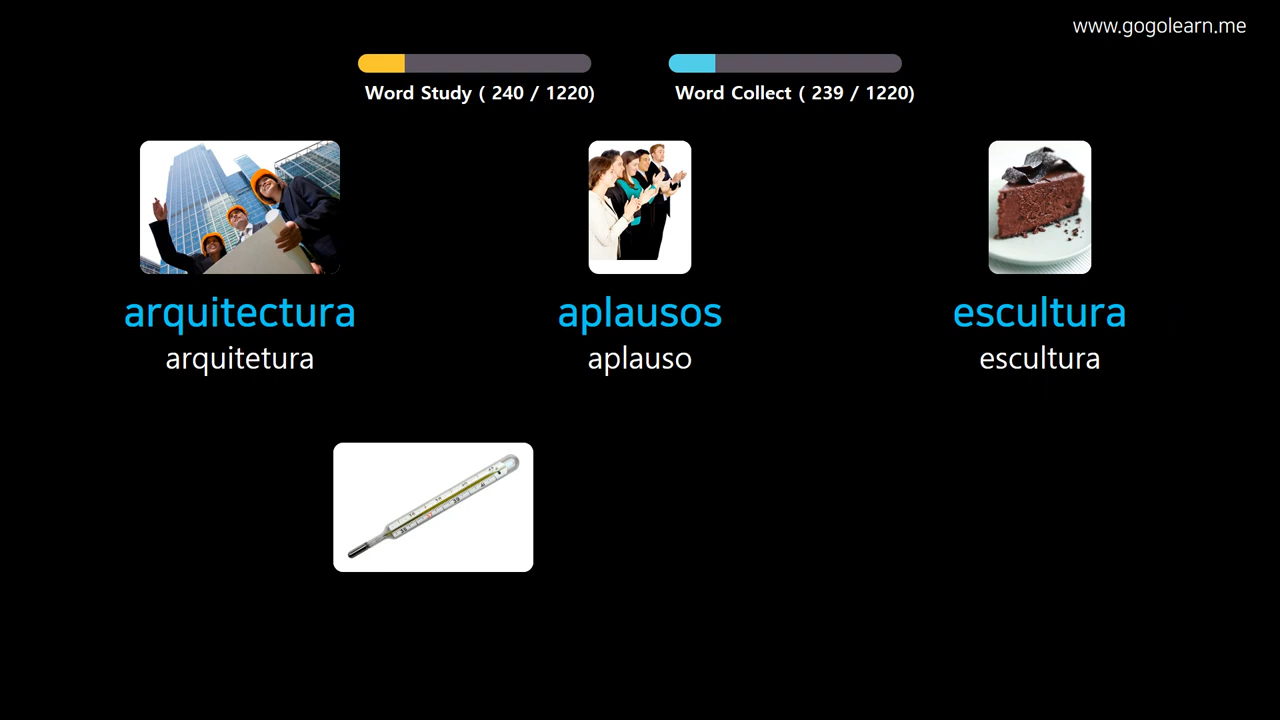 www.gogolearn.me
Word Study ( 240 / 1220)
Word Collect ( 239 / 1220)
arquitectura
aplausos
escultura
arquitetura
aplauso
escultura